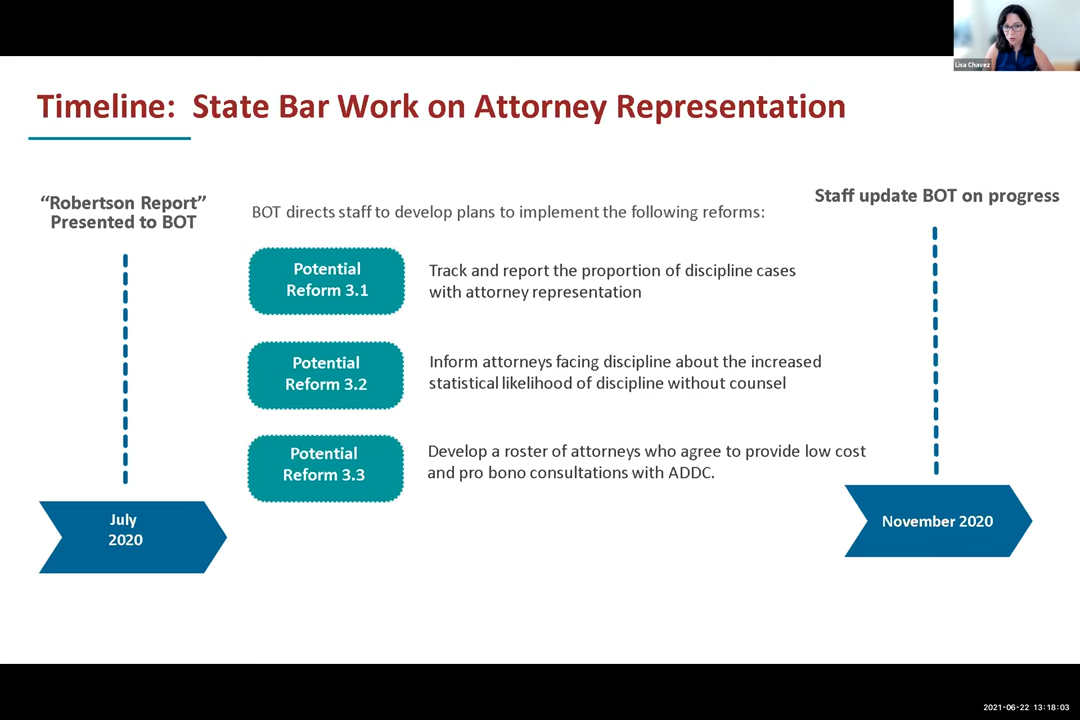 Lisa Chavez
Timeline:  State Bar Work on Attorney Representation
“Robertson Report”
Presented to BOT
BOT directs staff to develop plans to implement the following reforms:
Staff update BOT on progress
Potential
Reform 3.1
Track and report the proportion of discipline cases
with attorney representation
Potential
Reform 3.2
Inform attorneys facing discipline about the increased
statistical likelihood of discipline without counsel
Potential
Reform 3.3
Develop a roster of attorneys who agree to provide low cost
and pro bono consultations with ADDC.
July
2020
November 2020
2021-06-22 13:18:03